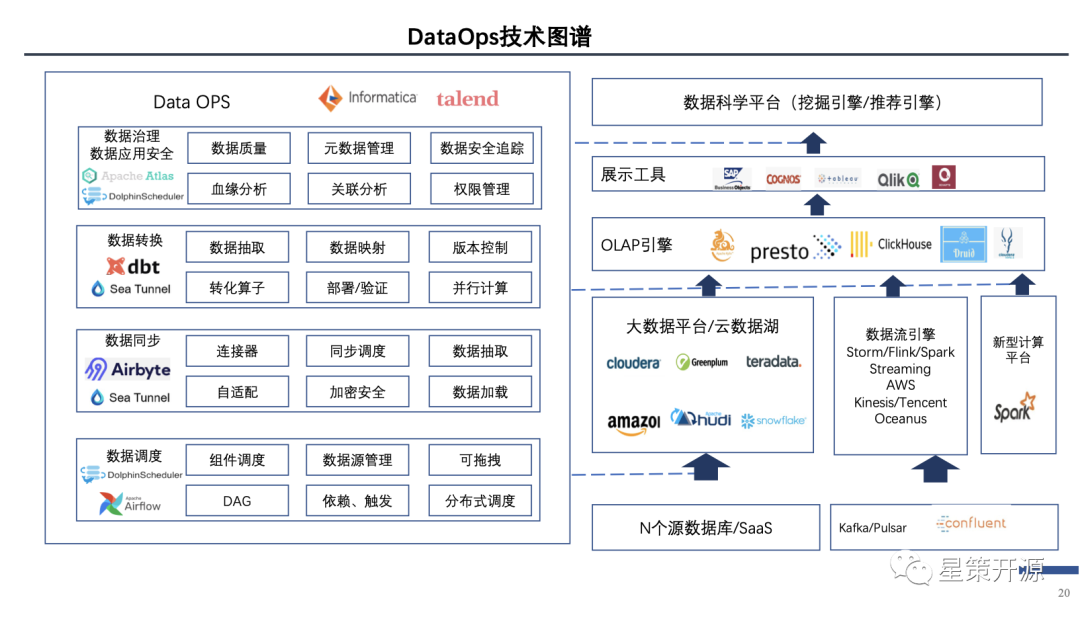 DataOps技术图谱
Data OPS
Informatica
talend
数据治理
数据应用安全
Apache Atlas
DolphinScheduler
数据质量
元数据管理
数据安全追踪
血缘分析
关联分析
权限管理
数据转换
dbt
Sea Tunnel
数据抽取
数据映射
版本控制
转化算子
部署/验证
并行计算
数据同步
Airbyte
Sea Tunnel
连接器
同步调度
数据抽取
自适配
加密安全
数据加载
数据调度
DolphinScheduler
Apache
Airflow
组件调度
数据源管理
可拖拽
DAG
依赖、触发
分布式调度
数据科学平台（挖掘引擎/推荐引擎）
展示工具
SAP
BusinessObjects
COGNOS
tableau
Qlik
OLAP引擎
presto
ClickHouse
Druid
大数据平台/云数据湖
cloudera
Greenplum
teradata.
amazon
Apache
hudi
snowflake
数据流引擎
Storm/Flink/Spark
Streaming
AWS
Kinesis/Tencent
Oceanus
新型计算
平台
Spark
N个源数据库/SaaS
Kafka/Pulsar
confluent
星策开源
20